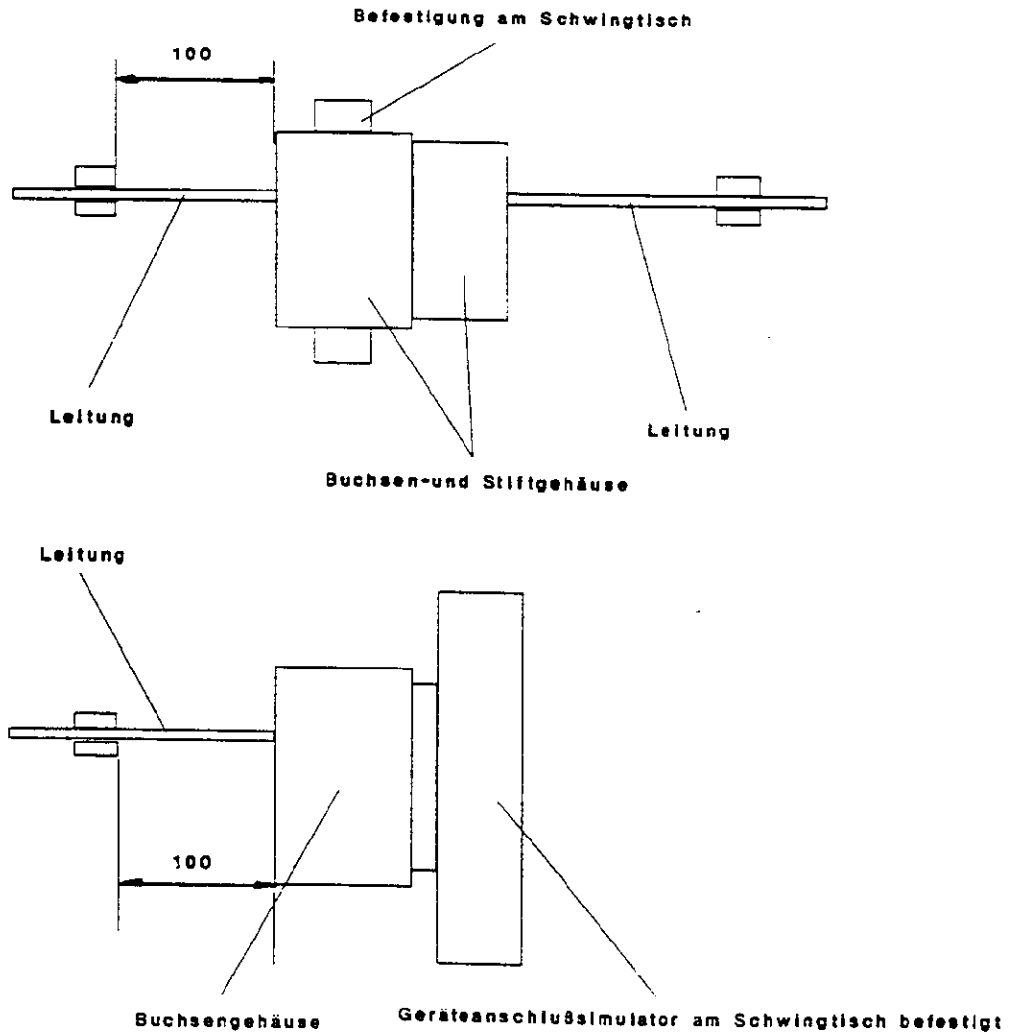 Befestigung am Schwingtisch
100
Leitung
Leitung
Buchsen-und Stiftgehäuse
Leitung
100
Buchsengehäuse
Geräteanschlußsimulator am Schwingtisch befestigt